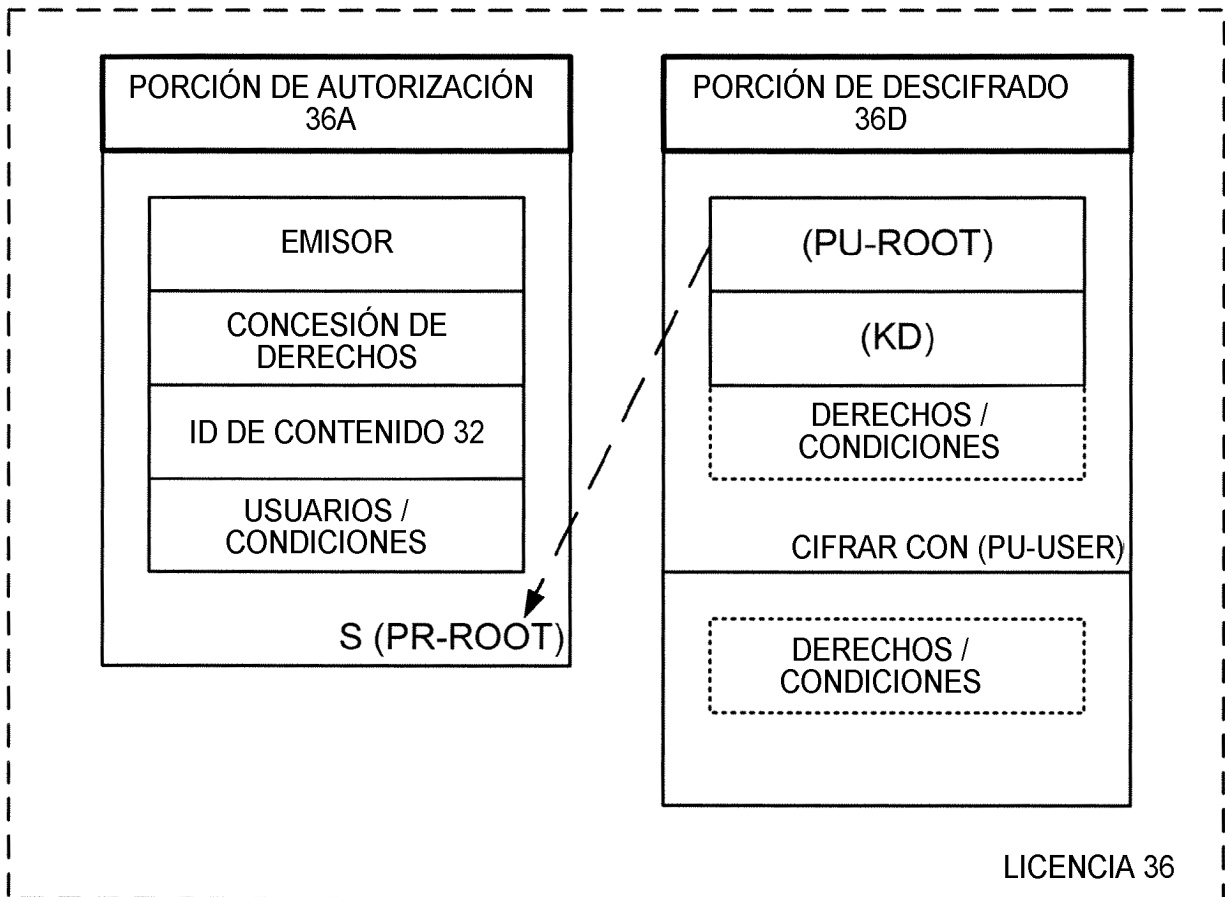 PORCIÓN DE AUTORIZACIÓN
36A
EMISOR
CONCESIÓN DE
DERECHOS
ID DE CONTENIDO 32
USUARIOS /
CONDICIONES
S (PR-ROOT)
PORCIÓN DE DESCIFRADO
36D
(PU-ROOT)
(KD)
DERECHOS /
CONDICIONES
CIFRAR CON (PU-USER)
DERECHOS /
CONDICIONES
LICENCIA 36